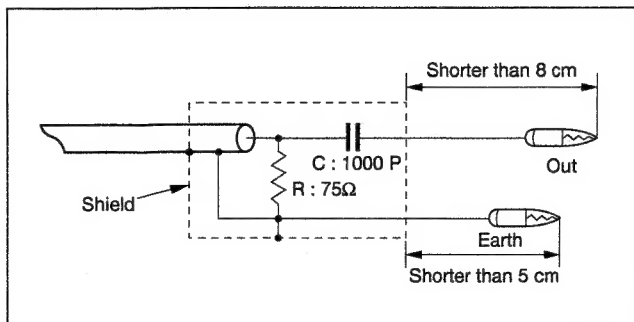 Shorter than 8 cm
C : 1000 P
Out
R : 75Ω
Shield
Earth
Shorter than 5 cm